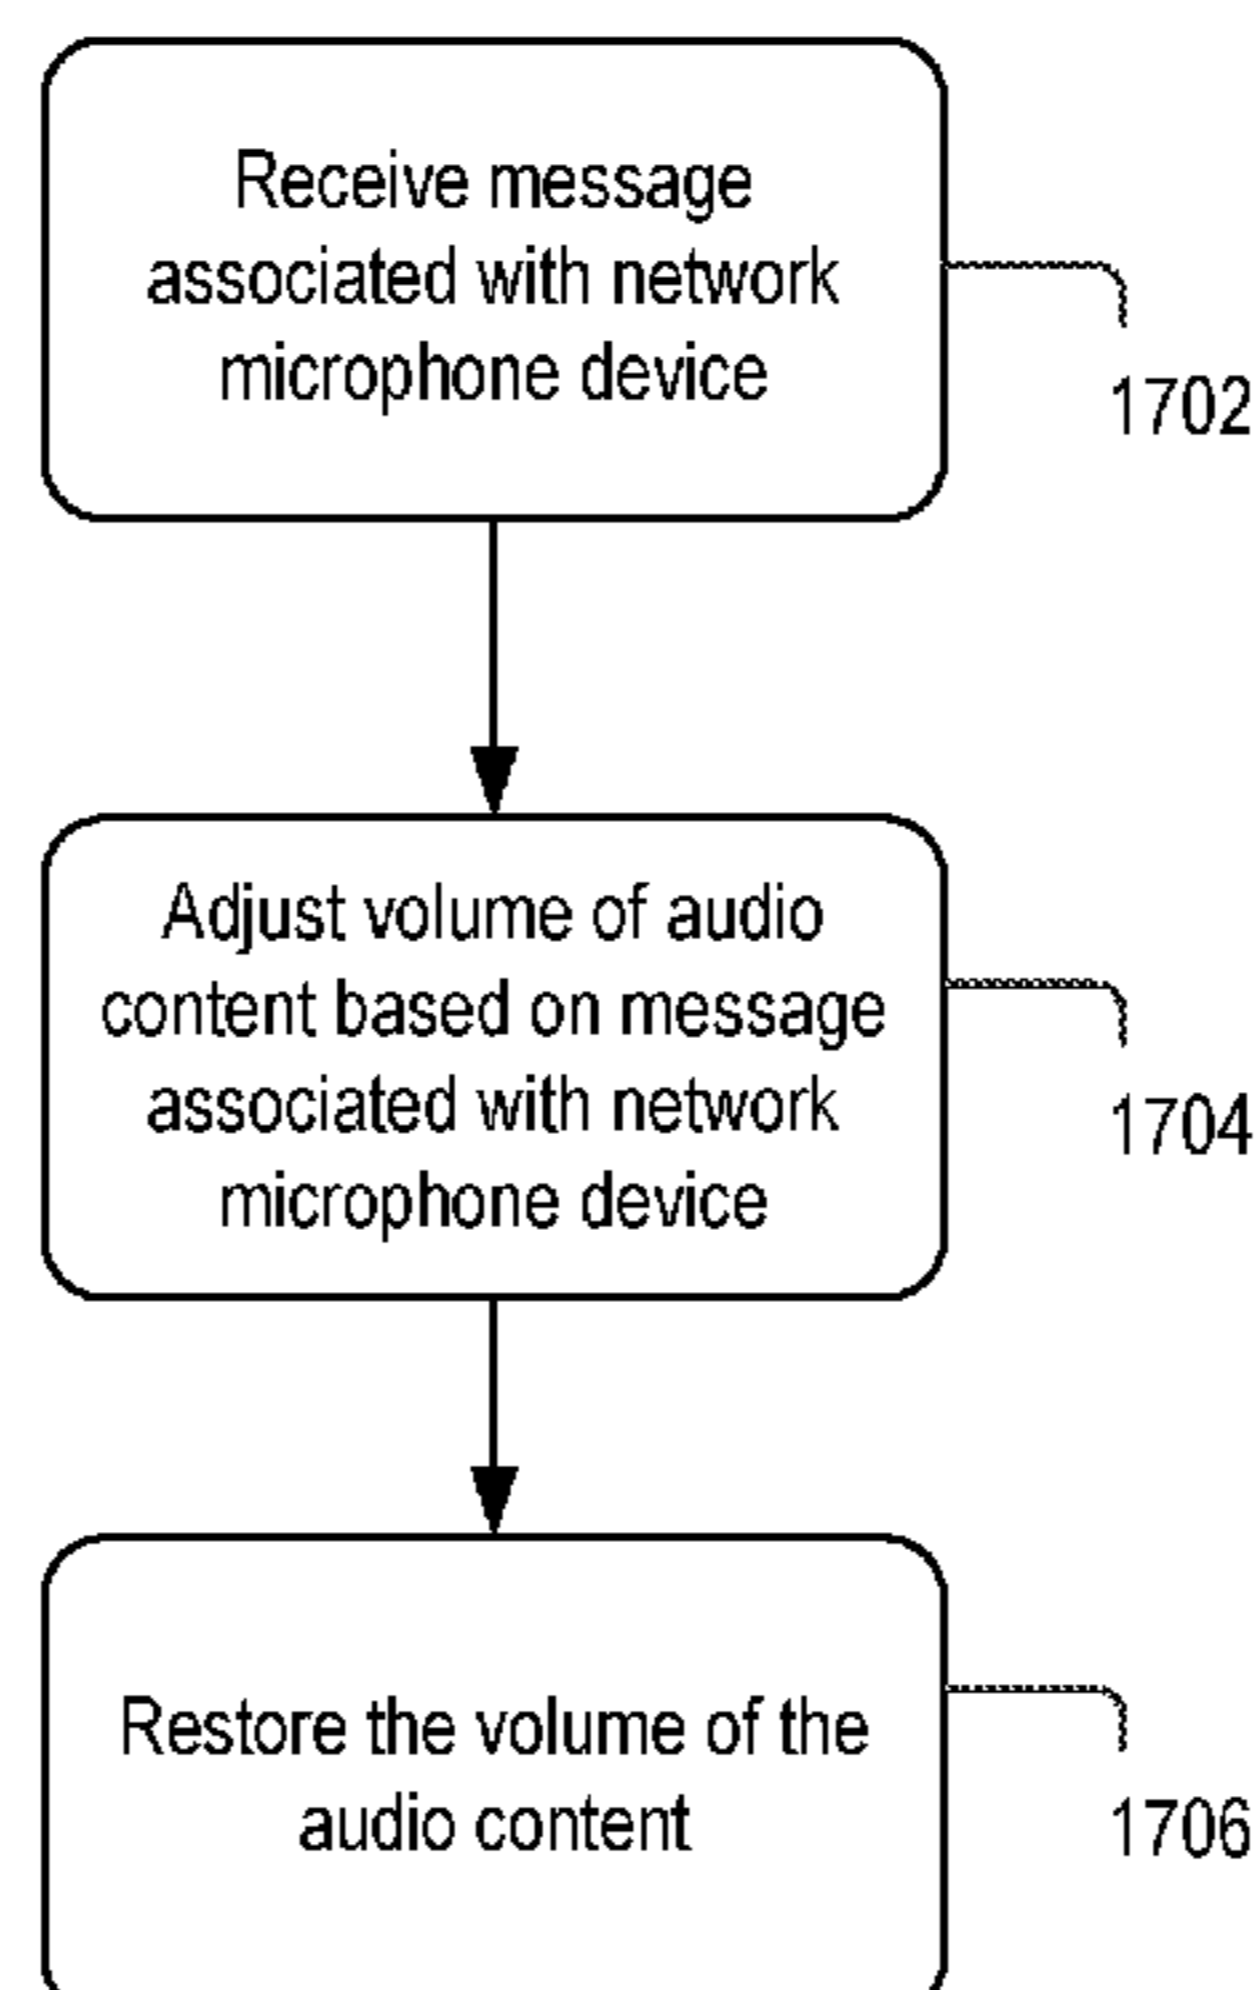 Receive message
associated with network
microphone device
1702
Adjust volume of audio
content based on message
associated with network
microphone device
1704
Restore the volume of the
audio content
1706